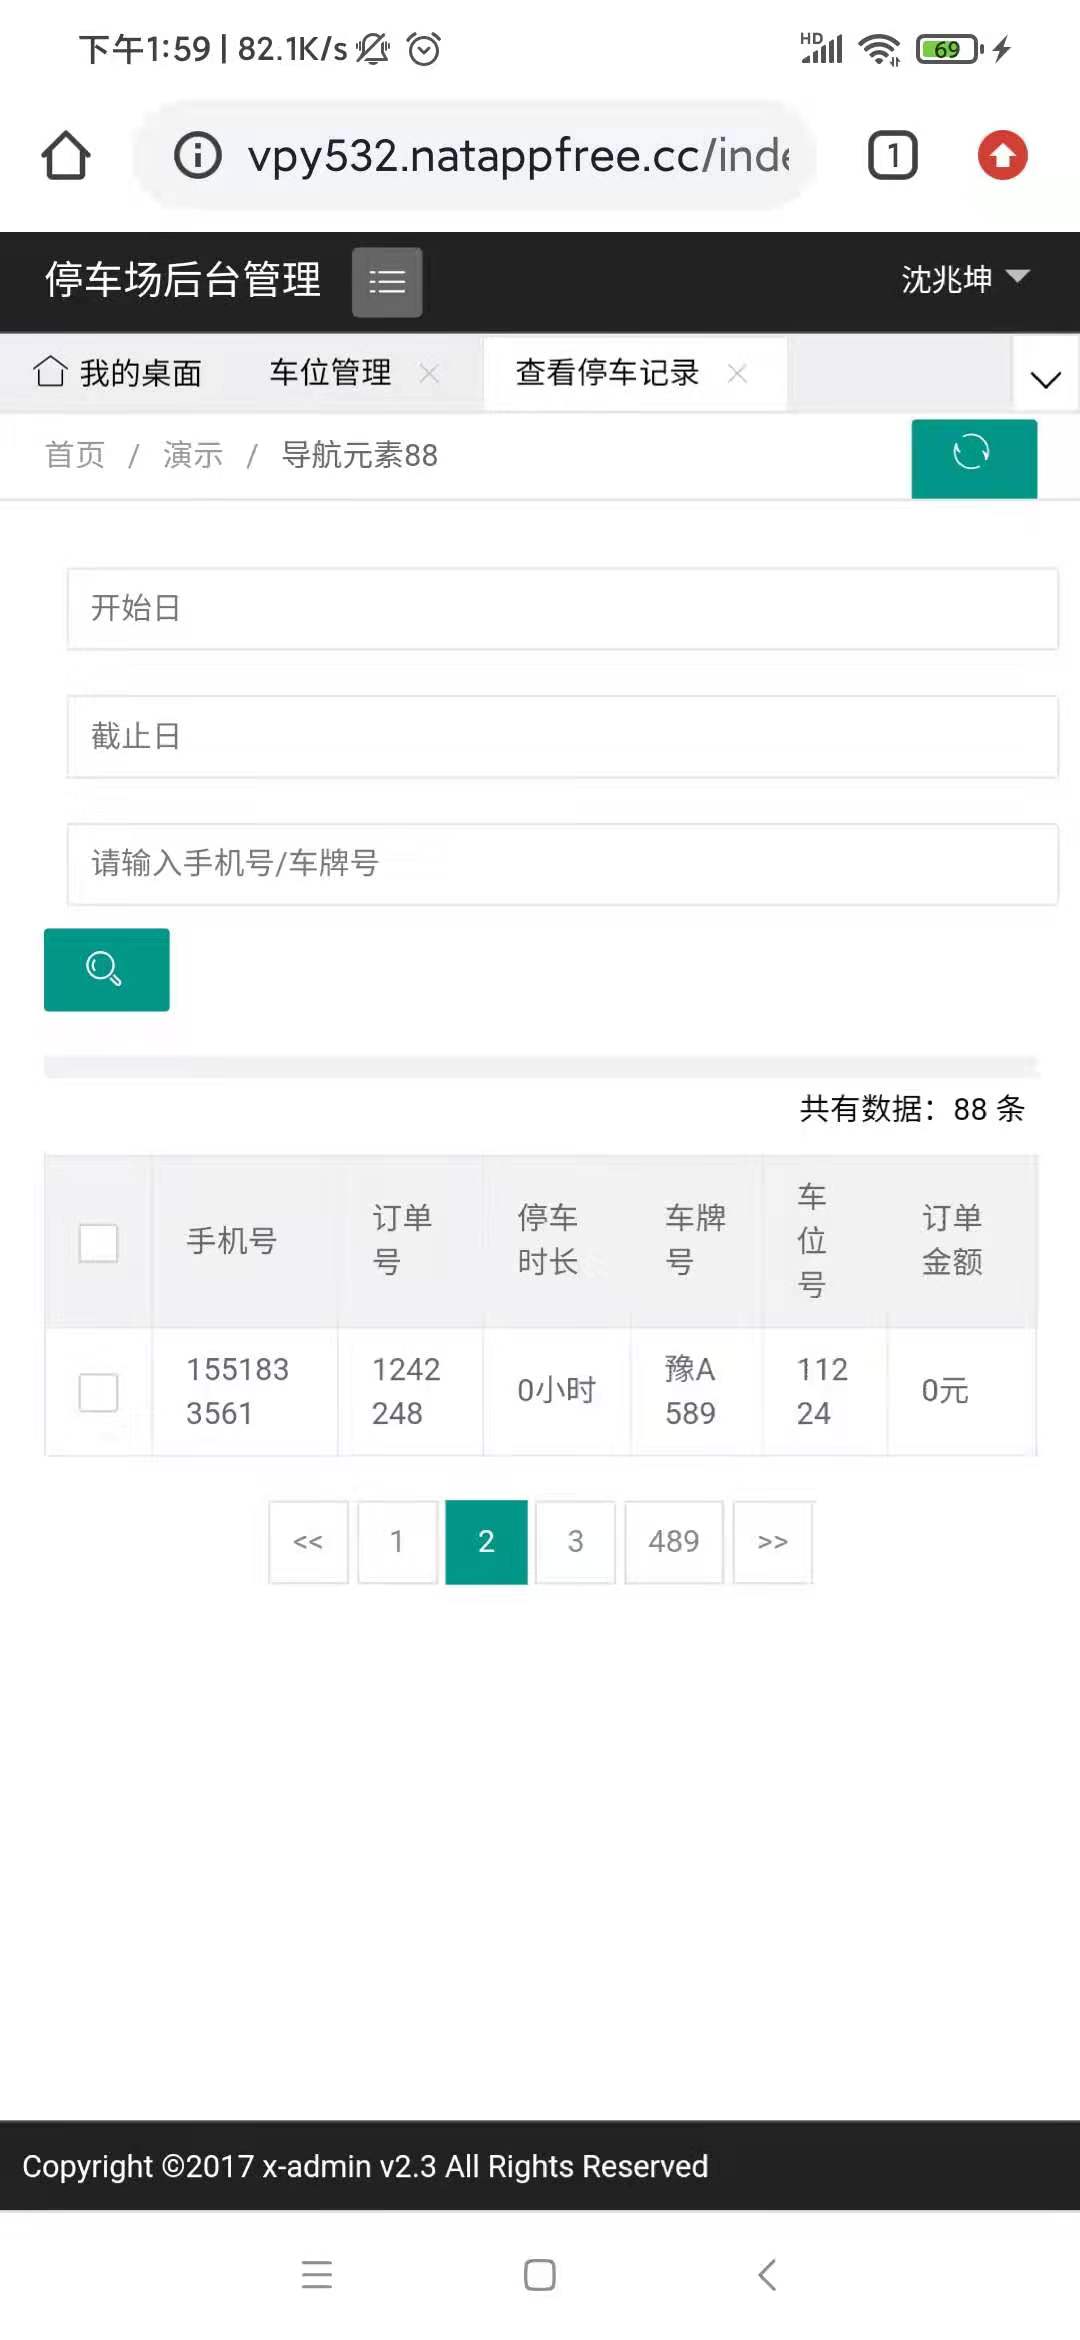 下午1:59 | 82.1K/s
HD 69
vpy532.natappfree.cc/inde
1
停车场后台管理
沈兆坤
我的桌面 车位管理 查看停车记录
首页 / 演示 / 导航元素88
开始日
截止日
请输入手机号/车牌号
共有数据：88 条
手机号 订单号 停车时长 车牌号 车位号 订单金额
1551833561 1242248 0小时 豫A589 11224 0元
<< 1 2 3 489 >>
Copyright ©2017 x-admin v2.3 All Rights Reserved